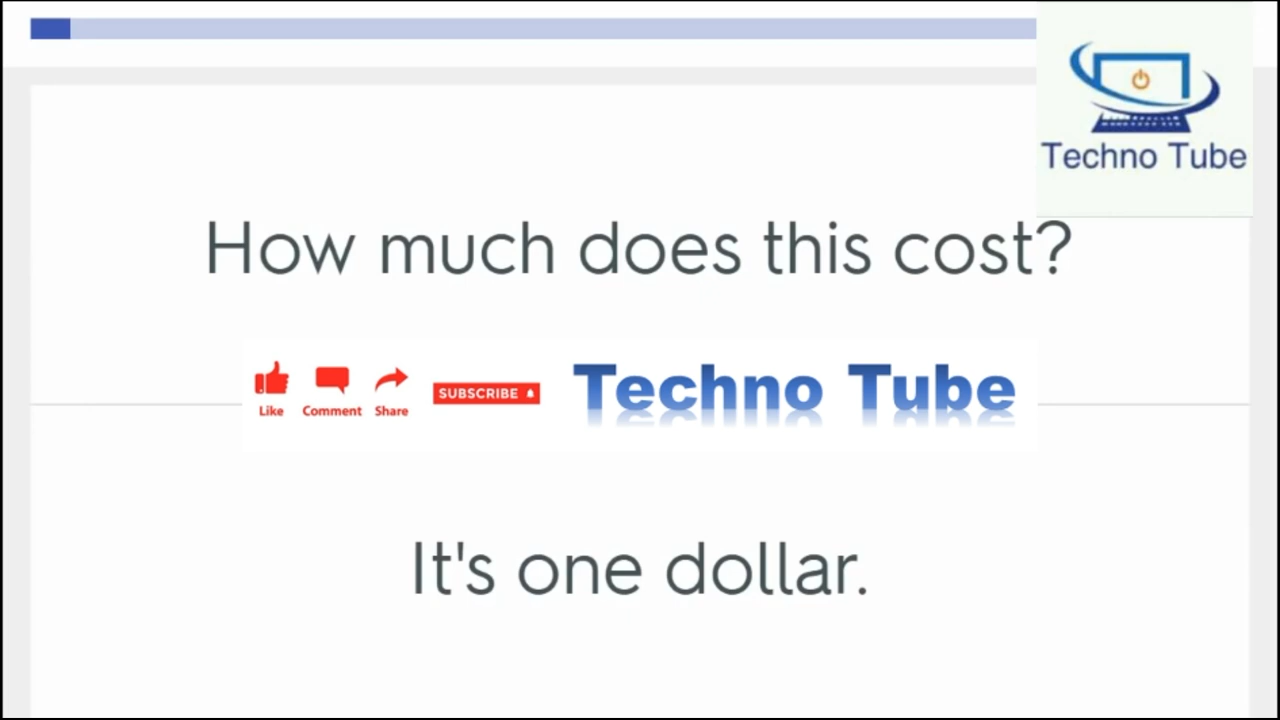 Techno Tube
How much does this cost?
Like Comment Share SUBSCRIBE Techno Tube
It's one dollar.